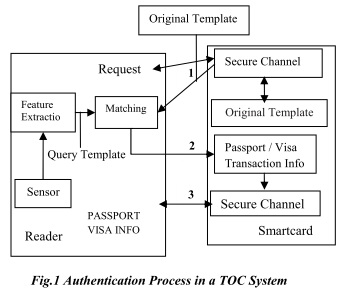 Original Template
Request
1
Secure Channel
Feature
Extractio
Matching
Original Template
Query Template
2
Passport / Visa
Transaction Info
Sensor
3
PASSPORT
VISA INFO
Secure Channel
Reader
Smartcard
Fig.1 Authentication Process in a TOC System